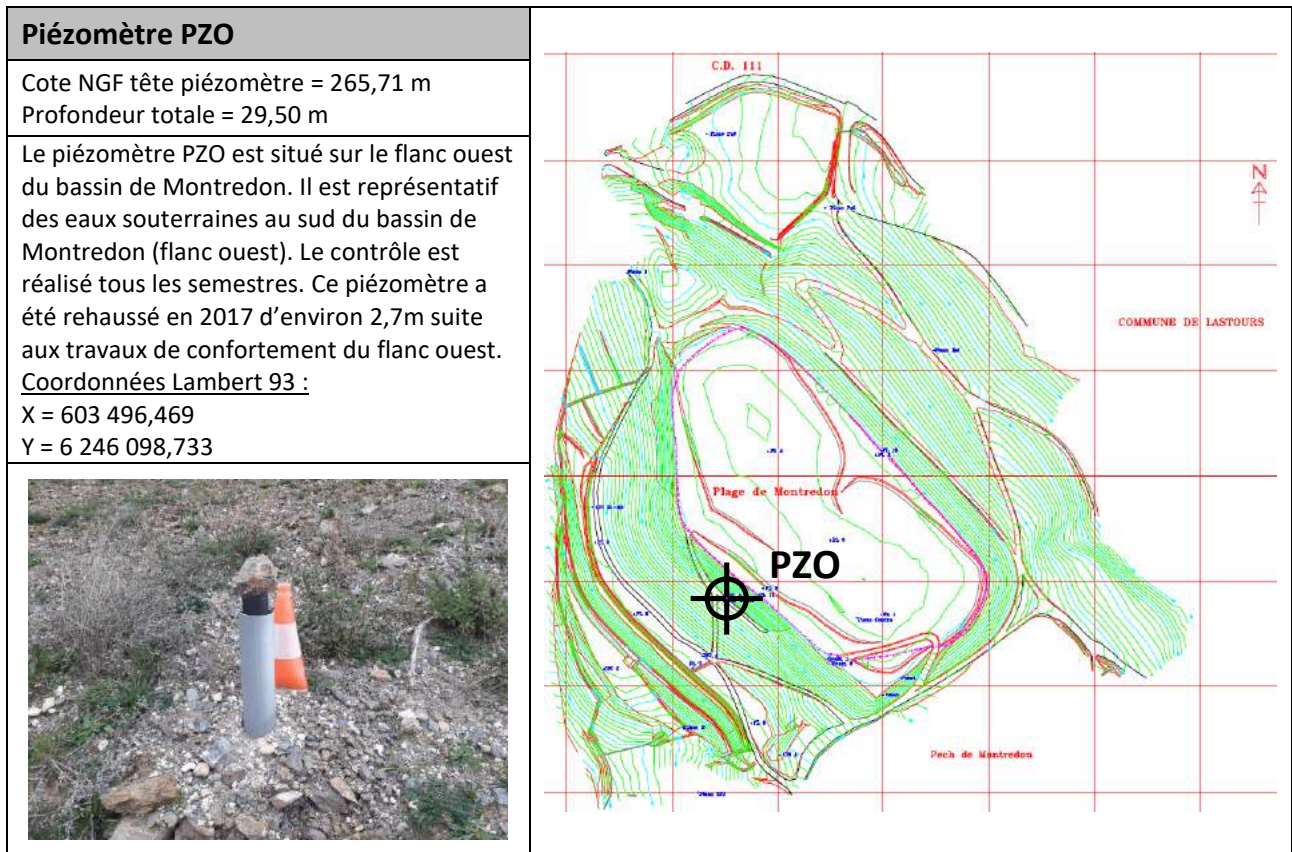 Piézomètre PZO
Cote NGF tête piézomètre = 265,71 m
Profondeur totale = 29,50 m
Le piézomètre PZO est situé sur le flanc ouest
du bassin de Montredon. Il est représentatif
des eaux souterraines au sud du bassin de
Montredon (flanc ouest). Le contrôle est
réalisé tous les semestres. Ce piézomètre a
été rehaussé en 2017 d’environ 2,7m suite
aux travaux de confortement du flanc ouest.
Coordonnées Lambert 93 :
X = 603 496,469
Y = 6 246 098,733
C.D. 111
N
COMMUNE DE LASTOURS
Plage de Montredon
PZO
Pech de Montredon